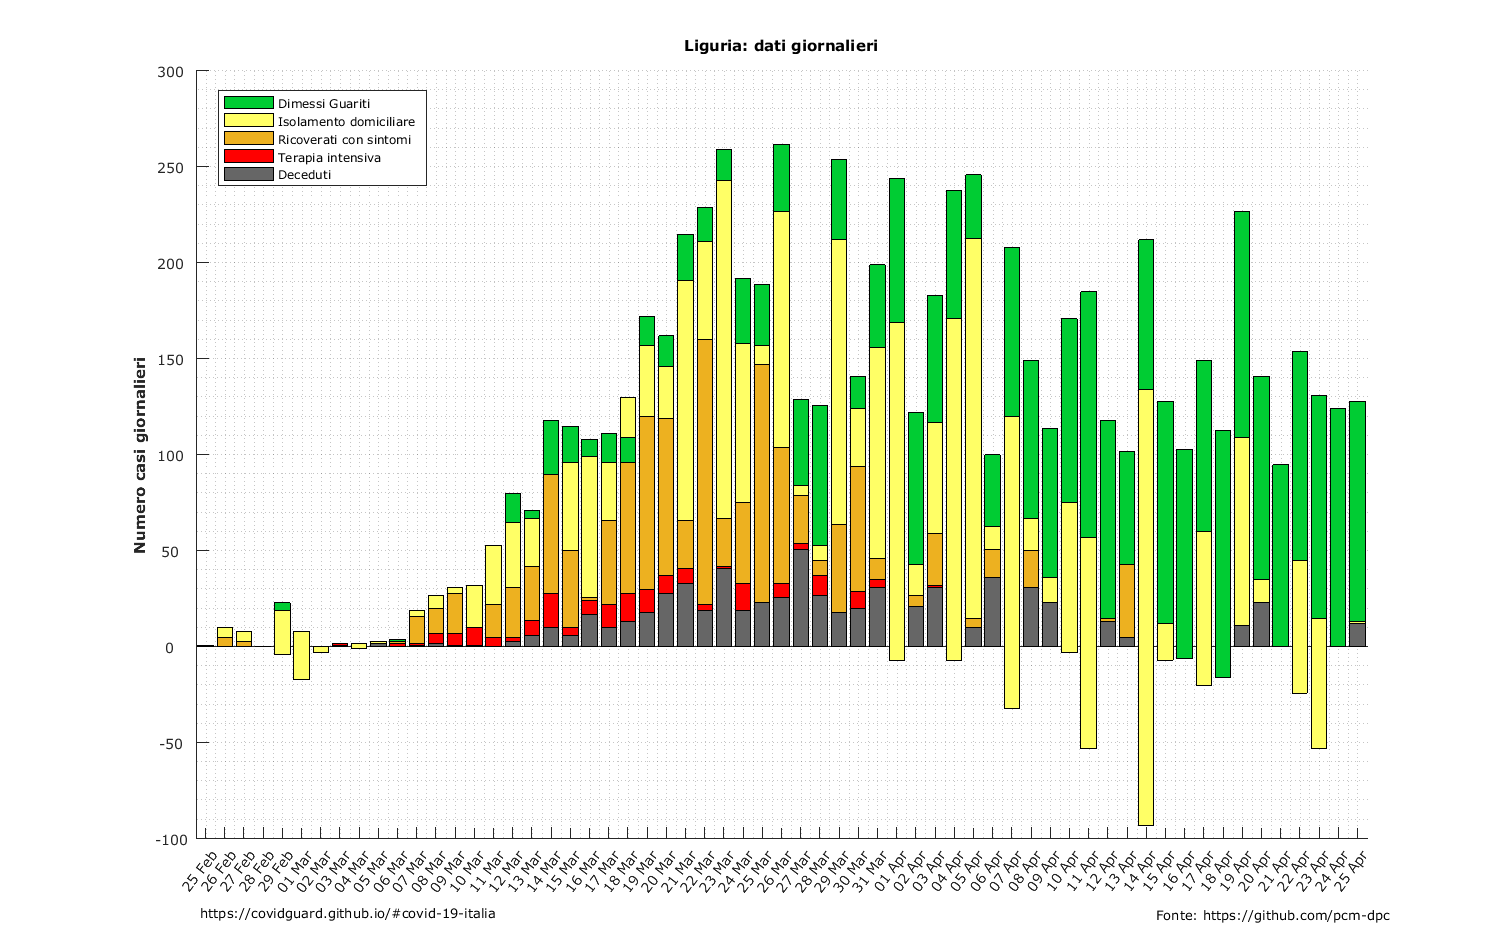 Liguria: dati giornalieri
300
250
200
150
100
50
0
-50
-100
Numero casi giornalieri
Dimessi Guariti
Isolamento domiciliare
Ricoverati con sintomi
Terapia intensiva
Deceduti
25 Feb
26 Feb
27 Feb
28 Feb
29 Feb
01 Mar
02 Mar
03 Mar
04 Mar
05 Mar
06 Mar
07 Mar
08 Mar
09 Mar
10 Mar
11 Mar
12 Mar
13 Mar
14 Mar
15 Mar
16 Mar
17 Mar
18 Mar
19 Mar
20 Mar
21 Mar
22 Mar
23 Mar
24 Mar
25 Mar
26 Mar
27 Mar
28 Mar
29 Mar
30 Mar
31 Mar
01 Apr
02 Apr
03 Apr
04 Apr
05 Apr
06 Apr
07 Apr
08 Apr
09 Apr
10 Apr
11 Apr
12 Apr
13 Apr
14 Apr
15 Apr
16 Apr
17 Apr
18 Apr
19 Apr
20 Apr
21 Apr
22 Apr
23 Apr
24 Apr
25 Apr
https://covidguard.github.io/#covid-19-italia
Fonte: https://github.com/pcm-dpc